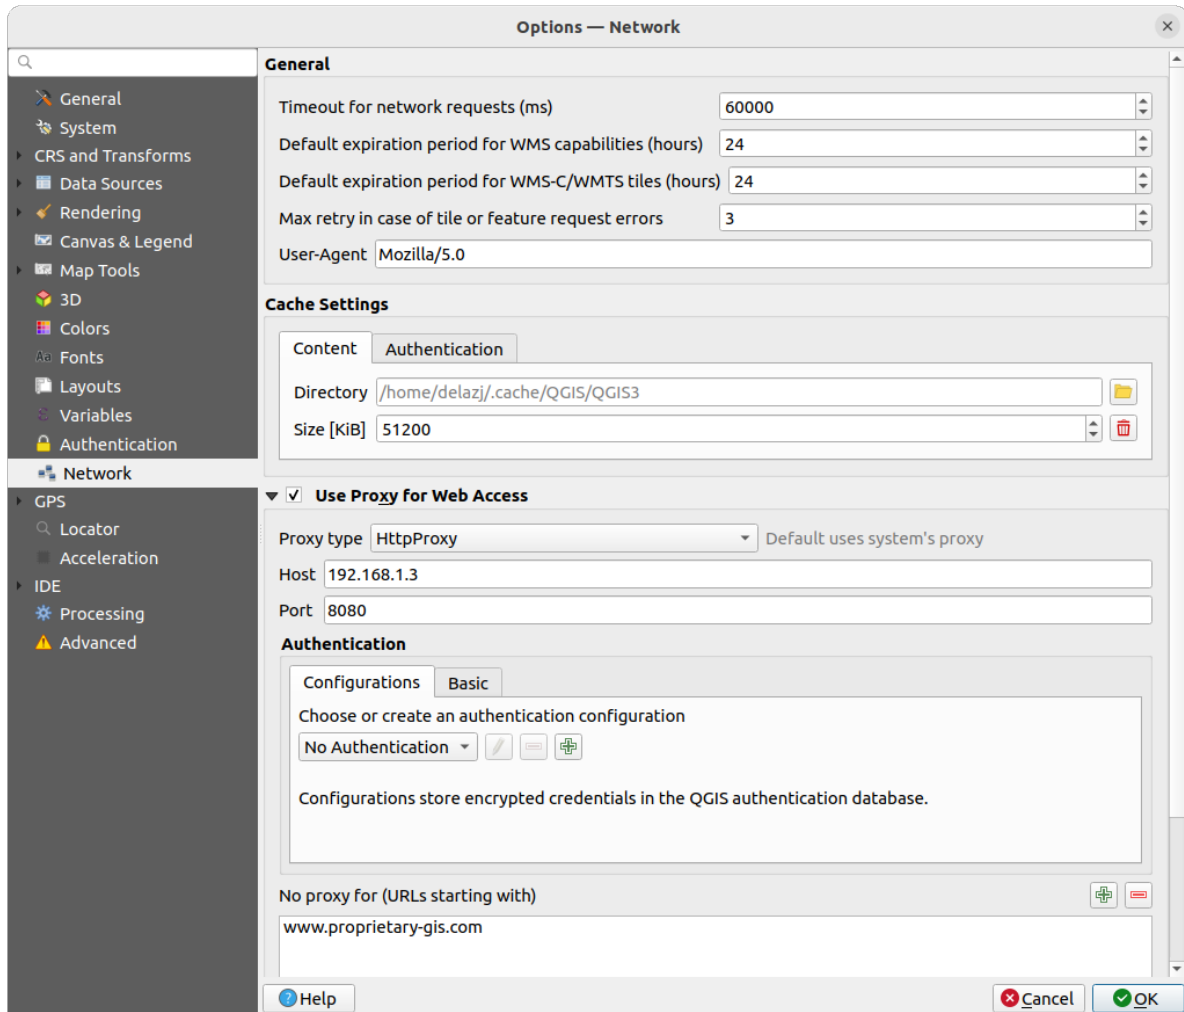 Options — Network
General
System
CRS and Transforms
Data Sources
Rendering
Canvas & Legend
Map Tools
3D
Colors
Aa Fonts
Layouts
Variables
Authentication
Network
GPS
Locator
Acceleration
IDE
Processing
Advanced
General
Timeout for network requests (ms) 60000
Default expiration period for WMS capabilities (hours) 24
Default expiration period for WMS-C/WMTS tiles (hours) 24
Max retry in case of tile or feature request errors 3
User-Agent Mozilla/5.0
Cache Settings
Content Authentication
Directory /home/delazj/.cache/QGIS/QGIS3
Size [KiB] 51200
Use Proxy for Web Access
Proxy type HttpProxy Default uses system's proxy
Host 192.168.1.3
Port 8080
Authentication
Configurations Basic
Choose or create an authentication configuration
No Authentication
Configurations store encrypted credentials in the QGIS authentication database.
No proxy for (URLs starting with)
www.proprietary-gis.com
Help Cancel OK